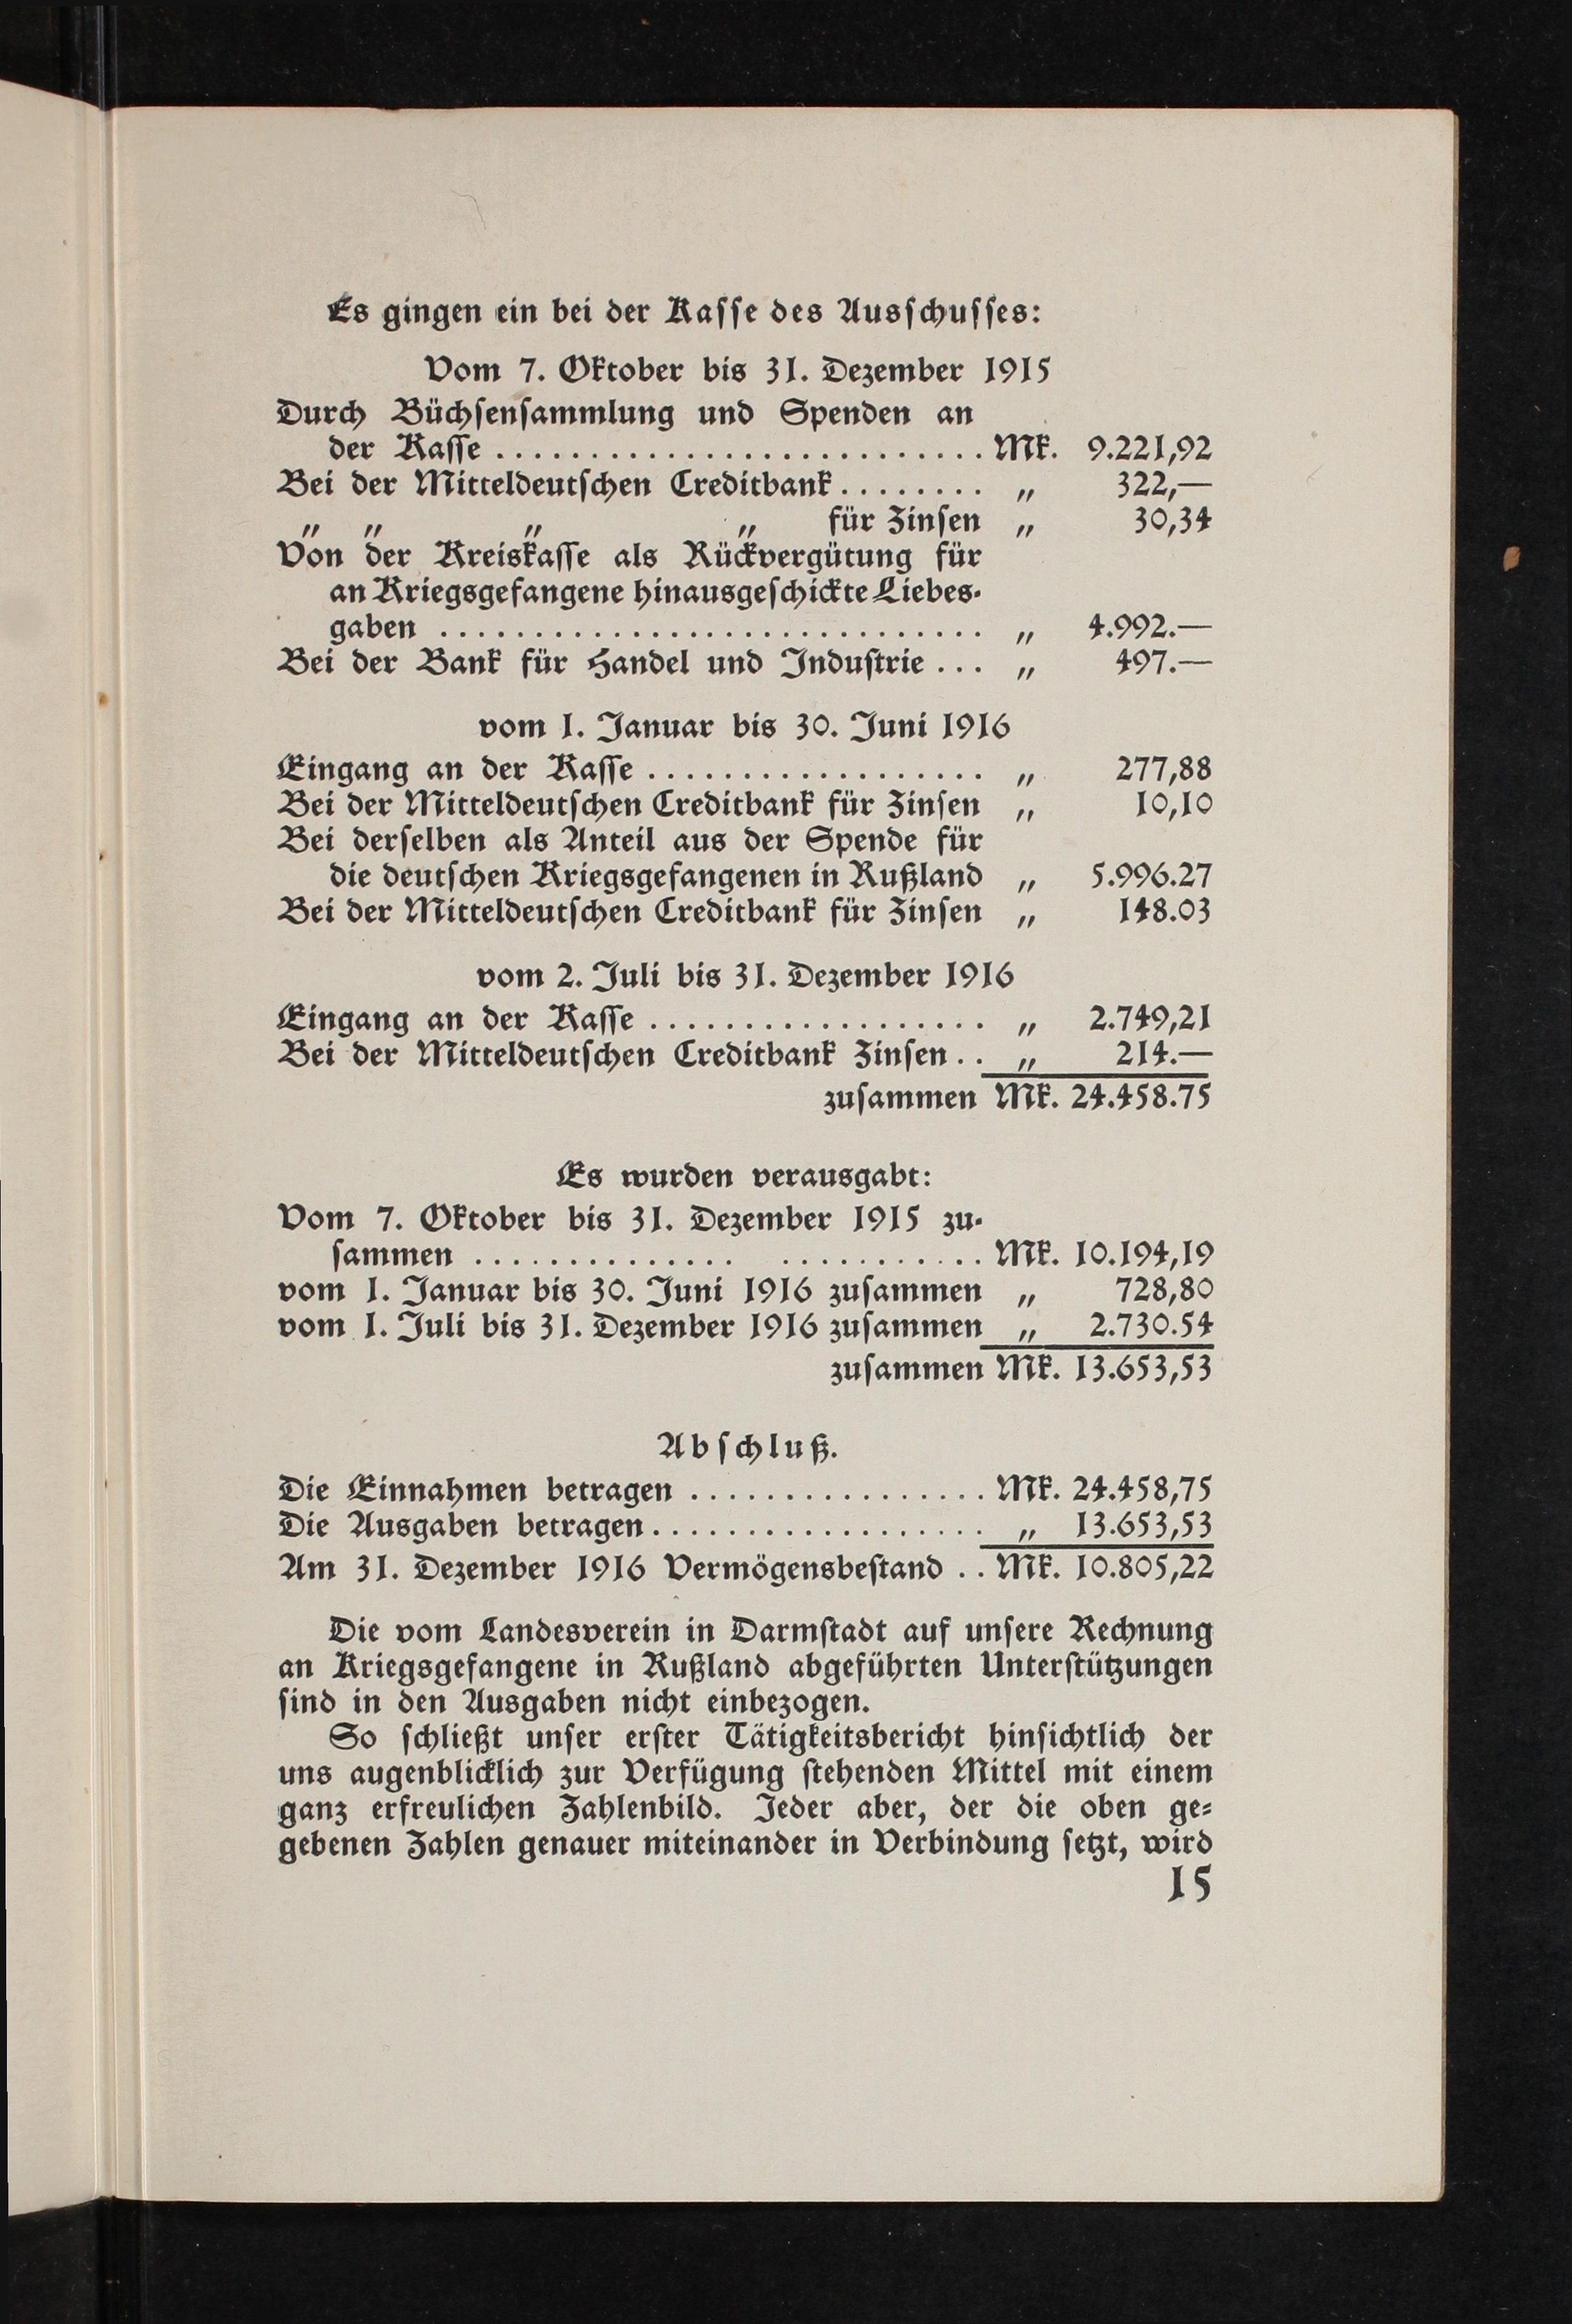 Es gingen ein bei der Kasse des Ausschusses:
Vom 7. Oktober bis 31. Dezember 1915
Durch Büchsensammlung und Spenden an
der Kasse .......................... Mk. 9.221,92
Bei der Mitteldeutschen Creditbank........ „ 322,—
„ „ „ „ für Zinsen „ 30,34
Von der Kreiskasse als Rückvergütung für
an Kriegsgefangene hinausgeschickte Liebes-
gaben ............................. „ 4.992.—
Bei der Bank für Handel und Industrie ... „ 497.—
vom 1. Januar bis 30. Juni 1916
Eingang an der Kasse .................. „ 277,88
Bei der Mitteldeutschen Creditbank für Zinsen „ 10,10
Bei derselben als Anteil aus der Spende für
die deutschen Kriegsgefangenen in Rußland „ 5.996.27
Bei der Mitteldeutschen Creditbank für Zinsen „ 148.03
vom 2. Juli bis 31. Dezember 1916
Eingang an der Kasse .................. „ 2.749,21
Bei der Mitteldeutschen Creditbank Zinsen.. „ 214.—
zusammen Mk. 24.458.75
Es wurden verausgabt:
Vom 7. Oktober bis 31. Dezember 1915 zu-
sammen .............. ........... Mk. 10.194,19
vom 1. Januar bis 30. Juni 1916 zusammen „ 728,80
vom 1. Juli bis 31. Dezember 1916 zusammen „ 2.730.54
zusammen Mk. 13.653,53
Abschluß.
Die Einnahmen betragen ................ Mk. 24.458,75
Die Ausgaben betragen.................. „ 13.653,53
Am 31. Dezember 1916 Vermögensbestand .. Mk. 10.805,22
Die vom Landesverein in Darmstadt auf unsere Rechnung
an Kriegsgefangene in Rußland abgeführten Unterstützungen
sind in den Ausgaben nicht einbezogen.
So schließt unser erster Tätigkeitsbericht hinsichtlich der
uns augenblicklich zur Verfügung stehenden Mittel mit einem
ganz erfreulichen Zahlenbild. Jeder aber, der die oben ge-
gebenen Zahlen genauer miteinander in Verbindung setzt, wird
15